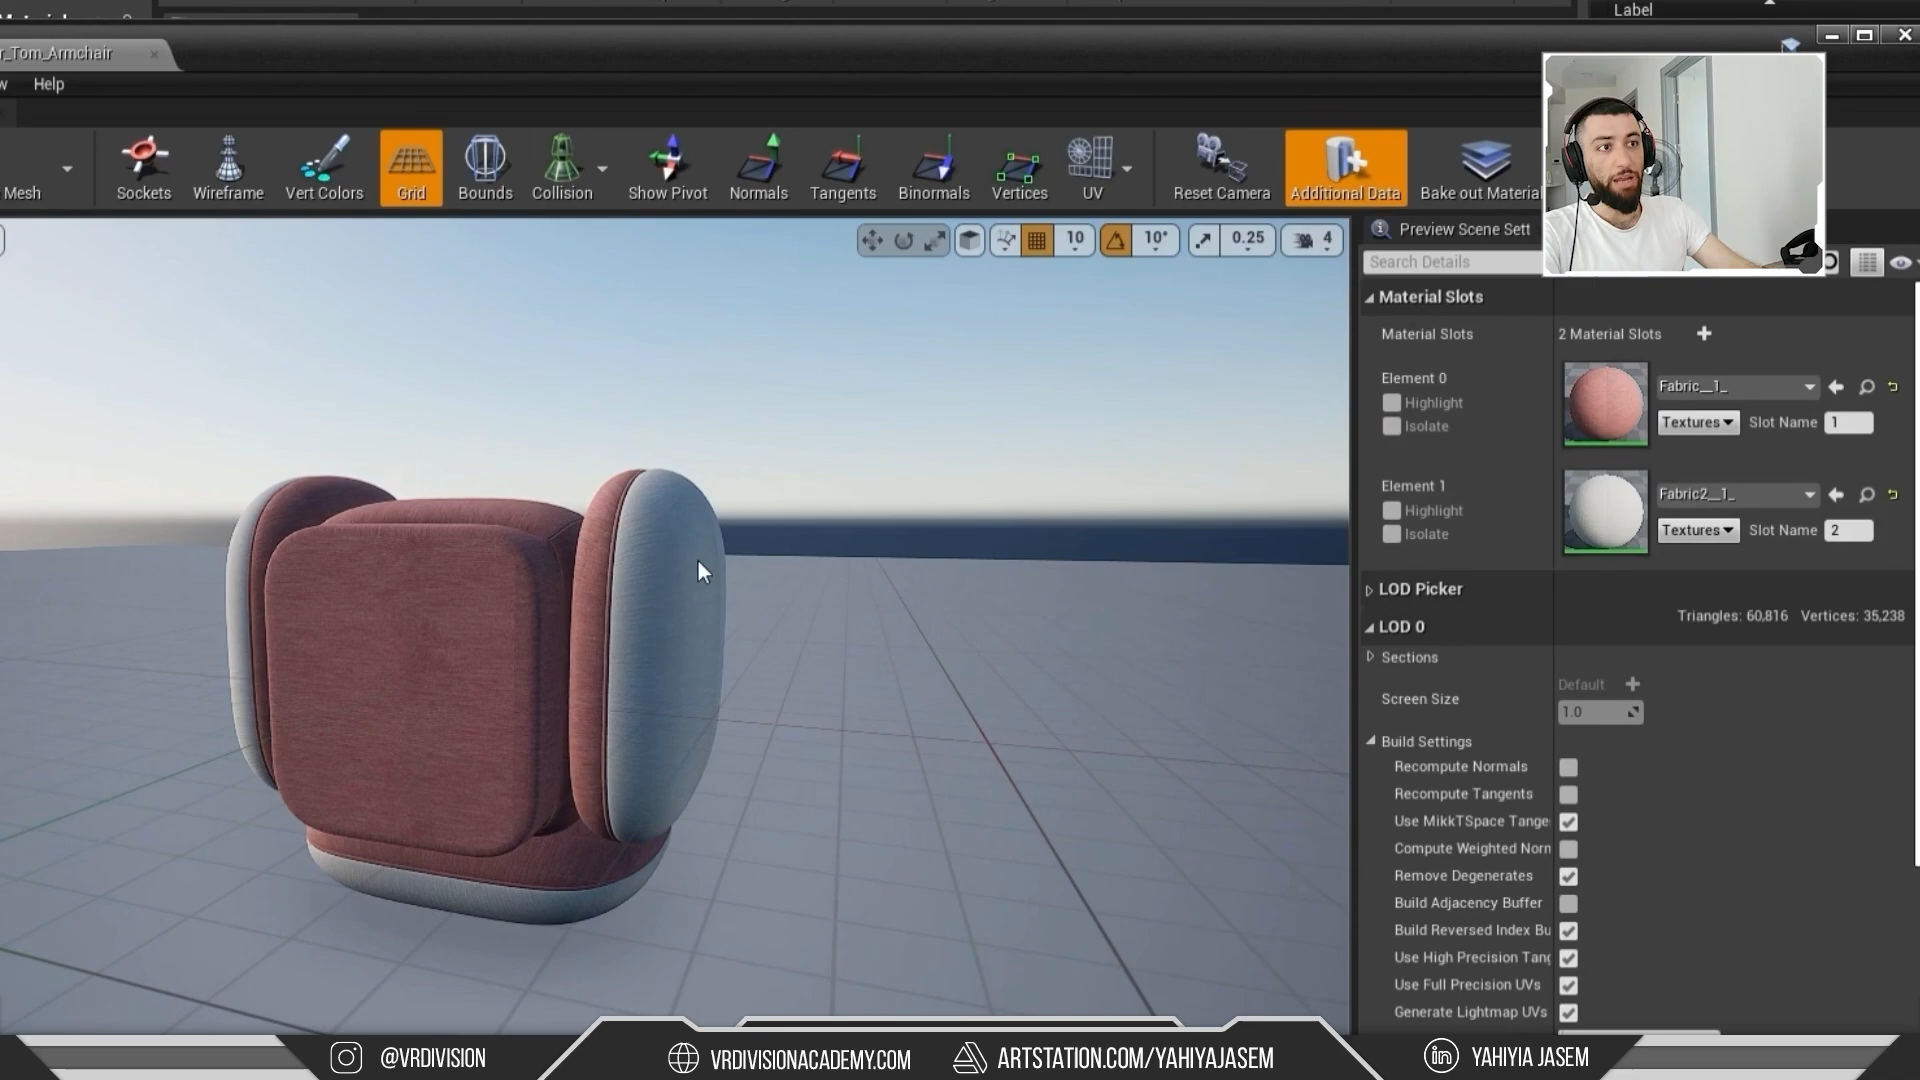 Label
r_Tom_Armchair
w Help
Mesh Sockets Wireframe Vert Colors Grid Bounds Collision Show Pivot Normals Tangents Binormals Vertices UV Reset Camera Additional Data Bake out Material
10 10° 0.25 4
Preview Scene Sett
Search Details
Material Slots
Material Slots 2 Material Slots
Element 0
Highlight
Isolate
Fabric__1_
Textures Slot Name 1
Element 1
Highlight
Isolate
Fabric2__1_
Textures Slot Name 2
LOD Picker
Triangles: 60,816 Vertices: 35,238
LOD 0
Sections
Default
Screen Size
1.0
Build Settings
Recompute Normals
Recompute Tangents
Use MikkTSpace Tange
Compute Weighted Norn
Remove Degenerates
Build Adjacency Buffer
Build Reversed Index Bu
Use High Precision Tang
Use Full Precision UVs
Generate Lightmap UVs
@VRDIVISION
VRDIVISIONACADEMY.COM
ARTSTATION.COM/YAHIYAJASEM
in YAHIYIA JASEM